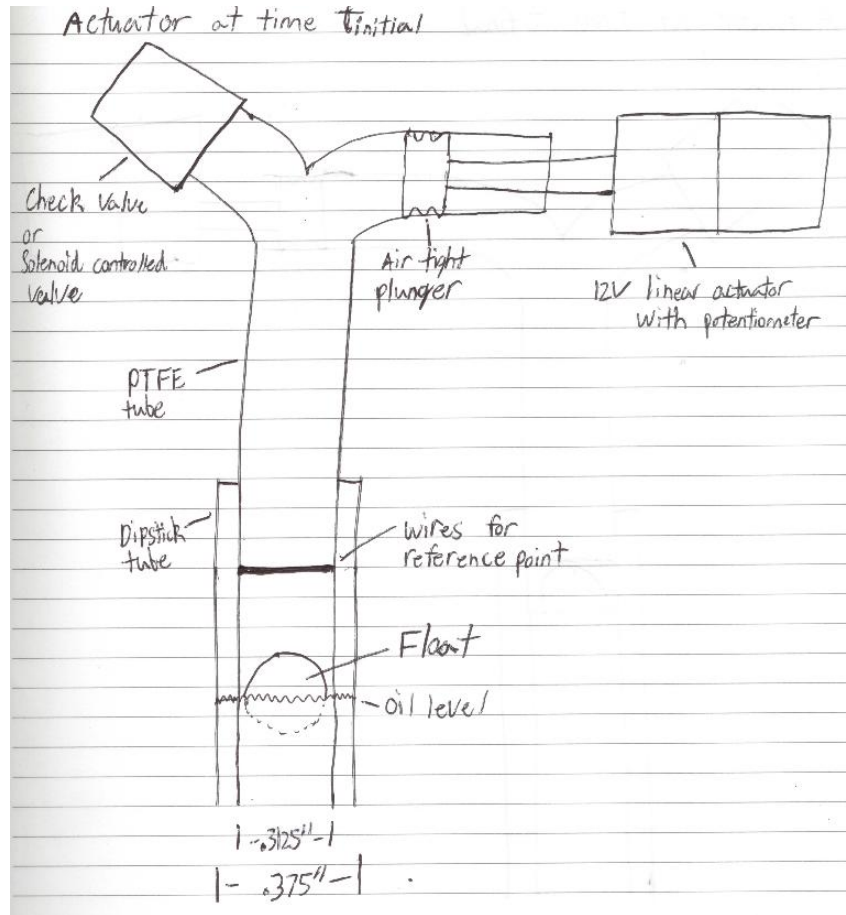 Actuator at time Tinitial
Check Valve
or
Solenoid controlled
Valve
Air tight
plunger
12V linear actuator
with potentiometer
PTFE
tube
Dipstick
tube
wires for
reference point
Float
oil level
.3125"
.375"